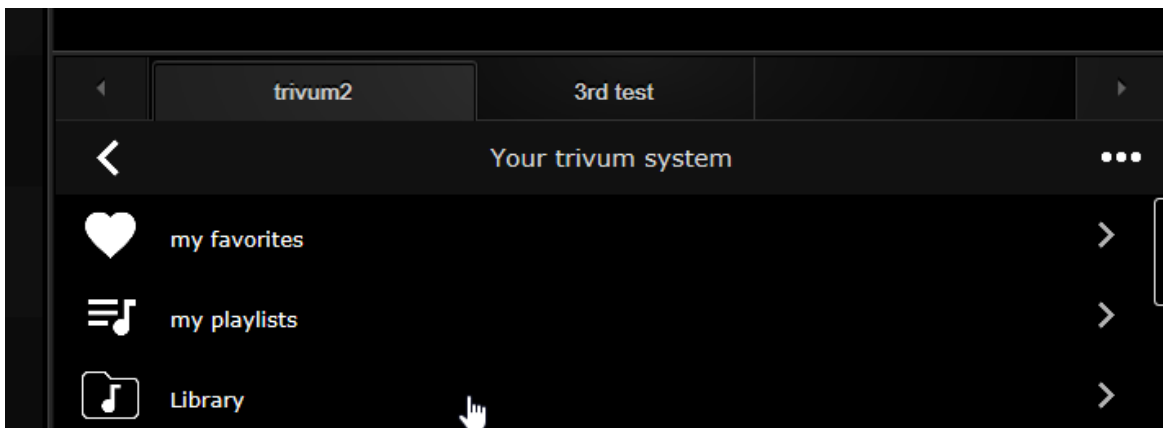 trivum2 3rd test
Your trivum system
my favorites
my playlists
Library